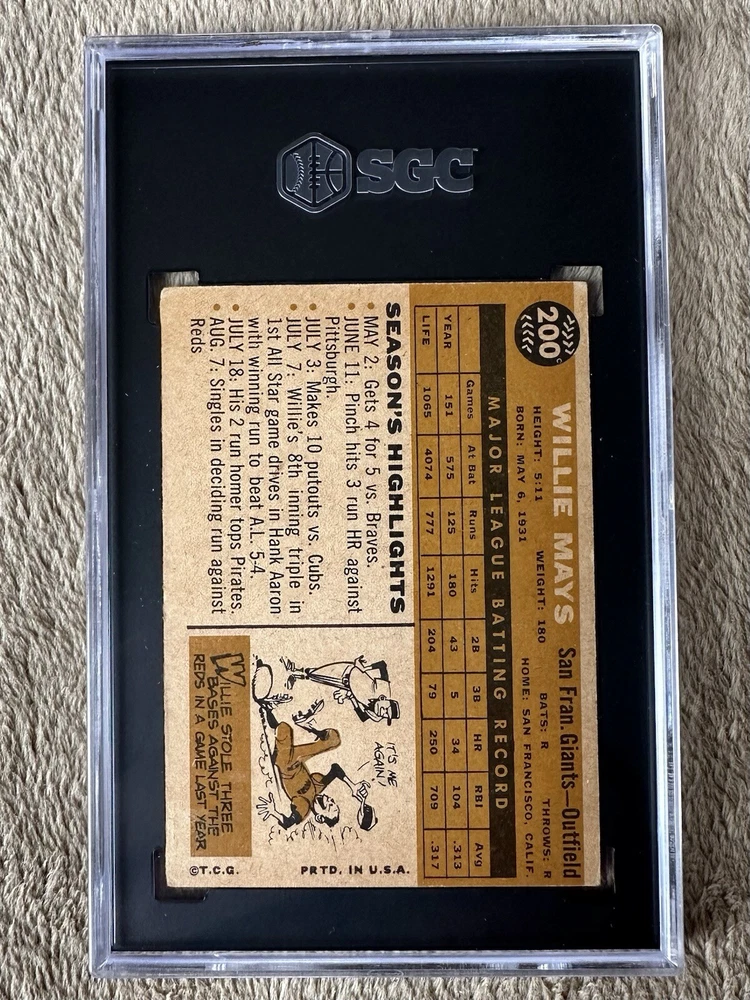 SGC
200
WILLIE MAYS San Fran. Giants—Outfield
HEIGHT: 5:11 WEIGHT: 180 BATS: R THROWS: R
BORN: MAY 6, 1931 HOME: SAN FRANCISCO, CALIF.
MAJOR LEAGUE BATTING RECORD
Games At Bat Runs Hits 2B 3B HR RBI Avg
YEAR 151 575 125 180 43 5 34 104 .313
LIFE 1065 4074 777 1291 204 79 250 709 .317
SEASON'S HIGHLIGHTS
• MAY 2: Gets 4 for 5 vs. Braves.
• JUNE 11: Pinch hits 3 run HR against
Pittsburgh.
• JULY 3: Makes 10 putouts vs. Cubs.
• JULY 7: Willie's 8th inning triple in
1st All Star game drives in Hank Aaron
with winning run to beat A.L. 5-4.
• JULY 18: His 2 run homer tops Pirates.
• AUG. 7: Singles in deciding run against
Reds
IT'S ME
AGAIN!
WILLIE STOLE THREE
BASES AGAINST THE
REDS IN A GAME LAST YEAR
©T.C.G. PRTD. IN U.S.A.